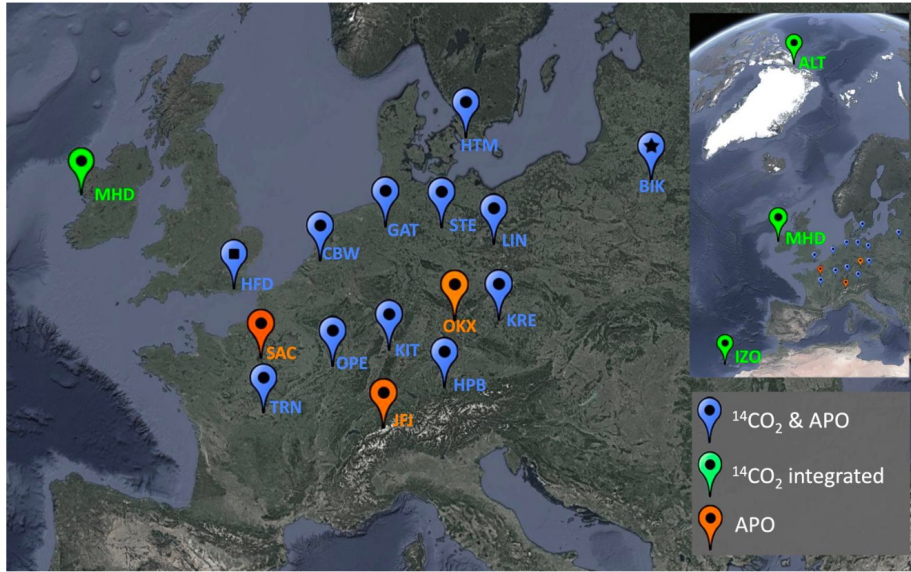 HTM
BIK
MHD
GAT
STE
LIN
CBW
HFD
OKX
KRE
SAC
OPE
KIT
HPB
TRN
JFJ
ALT
MHD
IZO
¹⁴CO₂ & APO
¹⁴CO₂ integrated
APO